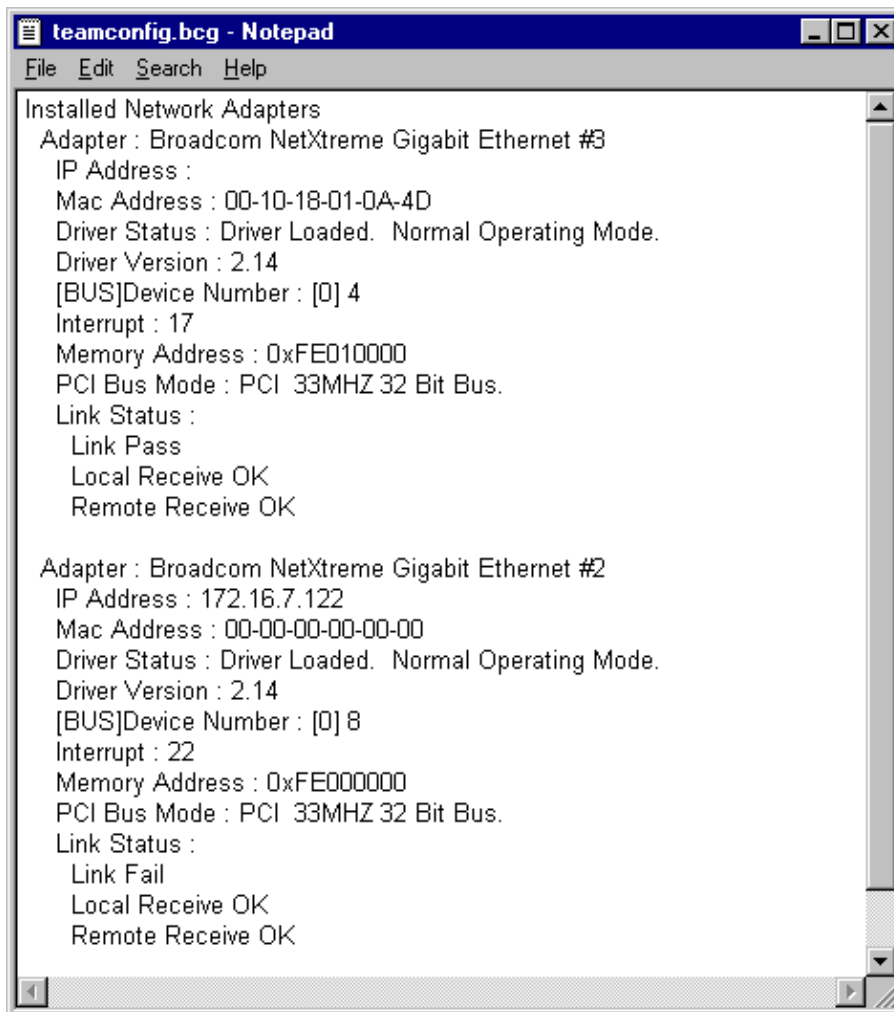 teamconfig.bcg - Notepad
File Edit Search Help
Installed Network Adapters
Adapter : Broadcom NetXtreme Gigabit Ethernet #3
IP Address :
Mac Address : 00-10-18-01-0A-4D
Driver Status : Driver Loaded.  Normal Operating Mode.
Driver Version : 2.14
[BUS]Device Number : [0] 4
Interrupt : 17
Memory Address : 0xFE010000
PCI Bus Mode : PCI  33MHZ 32 Bit Bus.
Link Status :
Link Pass
Local Receive OK
Remote Receive OK
Adapter : Broadcom NetXtreme Gigabit Ethernet #2
IP Address : 172.16.7.122
Mac Address : 00-00-00-00-00-00
Driver Status : Driver Loaded.  Normal Operating Mode.
Driver Version : 2.14
[BUS]Device Number : [0] 8
Interrupt : 22
Memory Address : 0xFE000000
PCI Bus Mode : PCI  33MHZ 32 Bit Bus.
Link Status :
Link Fail
Local Receive OK
Remote Receive OK